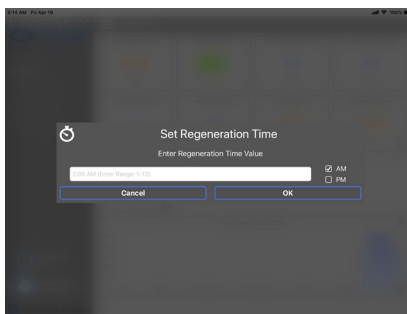 9:15 AM Fri Apr 19
100%
Set Regeneration Time
Enter Regeneration Time Value
2:00 AM (Enter Range: 1-12)
AM
PM
Cancel
OK